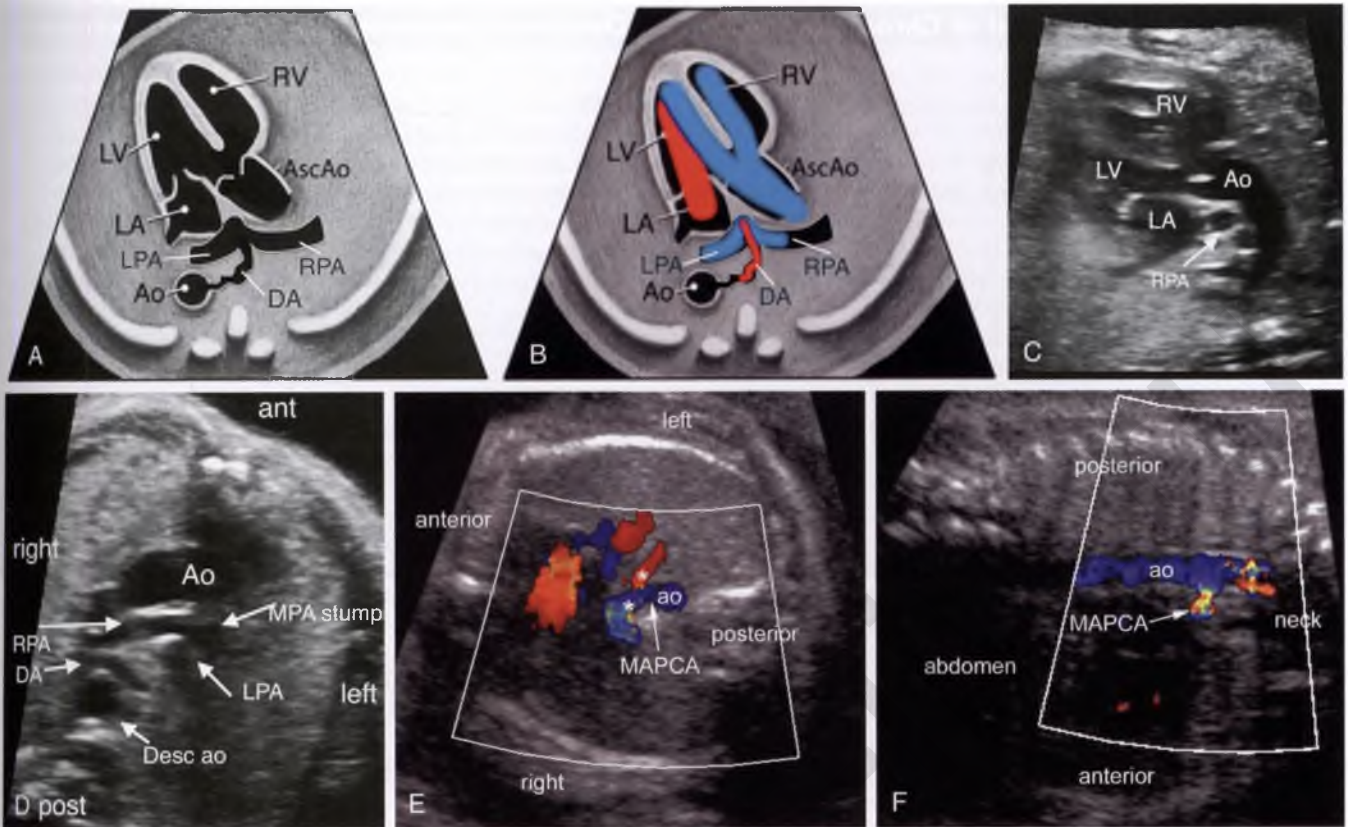 RV
LV
AscAo
LA
LPA
RPA
Ao
DA
A
RV
LV
AscAo
LA
LPA
RPA
Ao
DA
B
RV
LV
Ao
LA
RPA
C
ant
right
Ao
MPA stump
RPA
DA
LPA
left
Desc ao
D post
left
anterior
*
ao
*
posterior
MAPCA
right
E
posterior
ao
MAPCA
neck
abdomen
anterior
F